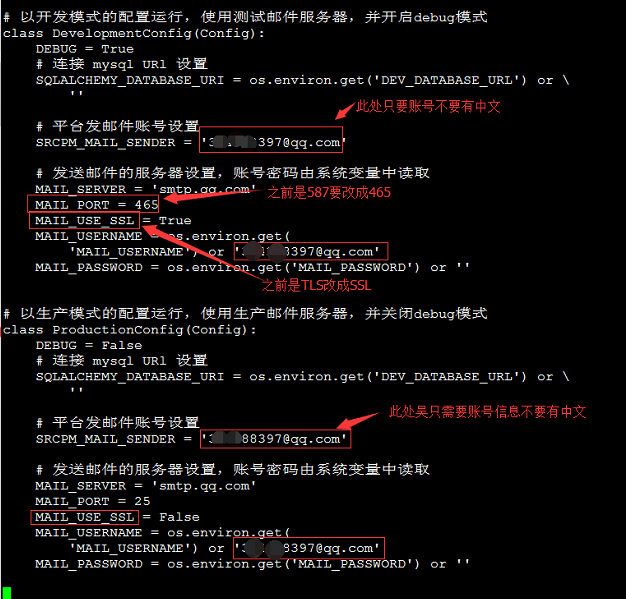 # 以开发模式的配置运行，使用测试邮件服务器，并开启debug模式
class DevelopmentConfig(Config):
DEBUG = True
# 连接 mysql URl 设置
SQLALCHEMY_DATABASE_URI = os.environ.get('DEV_DATABASE_URL') or \
''
此处只要账号不要有中文
# 平台发邮件账号设置
SRCPM_MAIL_SENDER = '3 8397@qq.com'
# 发送邮件的服务器设置，账号密码由系统变量中读取
MAIL_SERVER = 'smtp.qq.com'
之前是587要改成465
MAIL_PORT = 465
MAIL_USE_SSL = True
MAIL_USERNAME = os.environ.get(
'MAIL_USERNAME') or ' 8397@qq.com'
MAIL_PASSWORD = os.environ.get('MAIL_PASSWORD') or ''
之前是TLS改成SSL
# 以生产模式的配置运行，使用生产邮件服务器，并关闭debug模式
class ProductionConfig(Config):
DEBUG = False
# 连接 mysql URl 设置
SQLALCHEMY_DATABASE_URI = os.environ.get('DEV_DATABASE_URL') or \
''
此处吴只需要账号信息不要有中文
# 平台发邮件账号设置
SRCPM_MAIL_SENDER = '3 88397@qq.com'
# 发送邮件的服务器设置，账号密码由系统变量中读取
MAIL_SERVER = 'smtp.qq.com'
MAIL_PORT = 25
MAIL_USE_SSL = False
MAIL_USERNAME = os.environ.get(
'MAIL_USERNAME') or '3 8397@qq.com'
MAIL_PASSWORD = os.environ.get('MAIL_PASSWORD') or ''